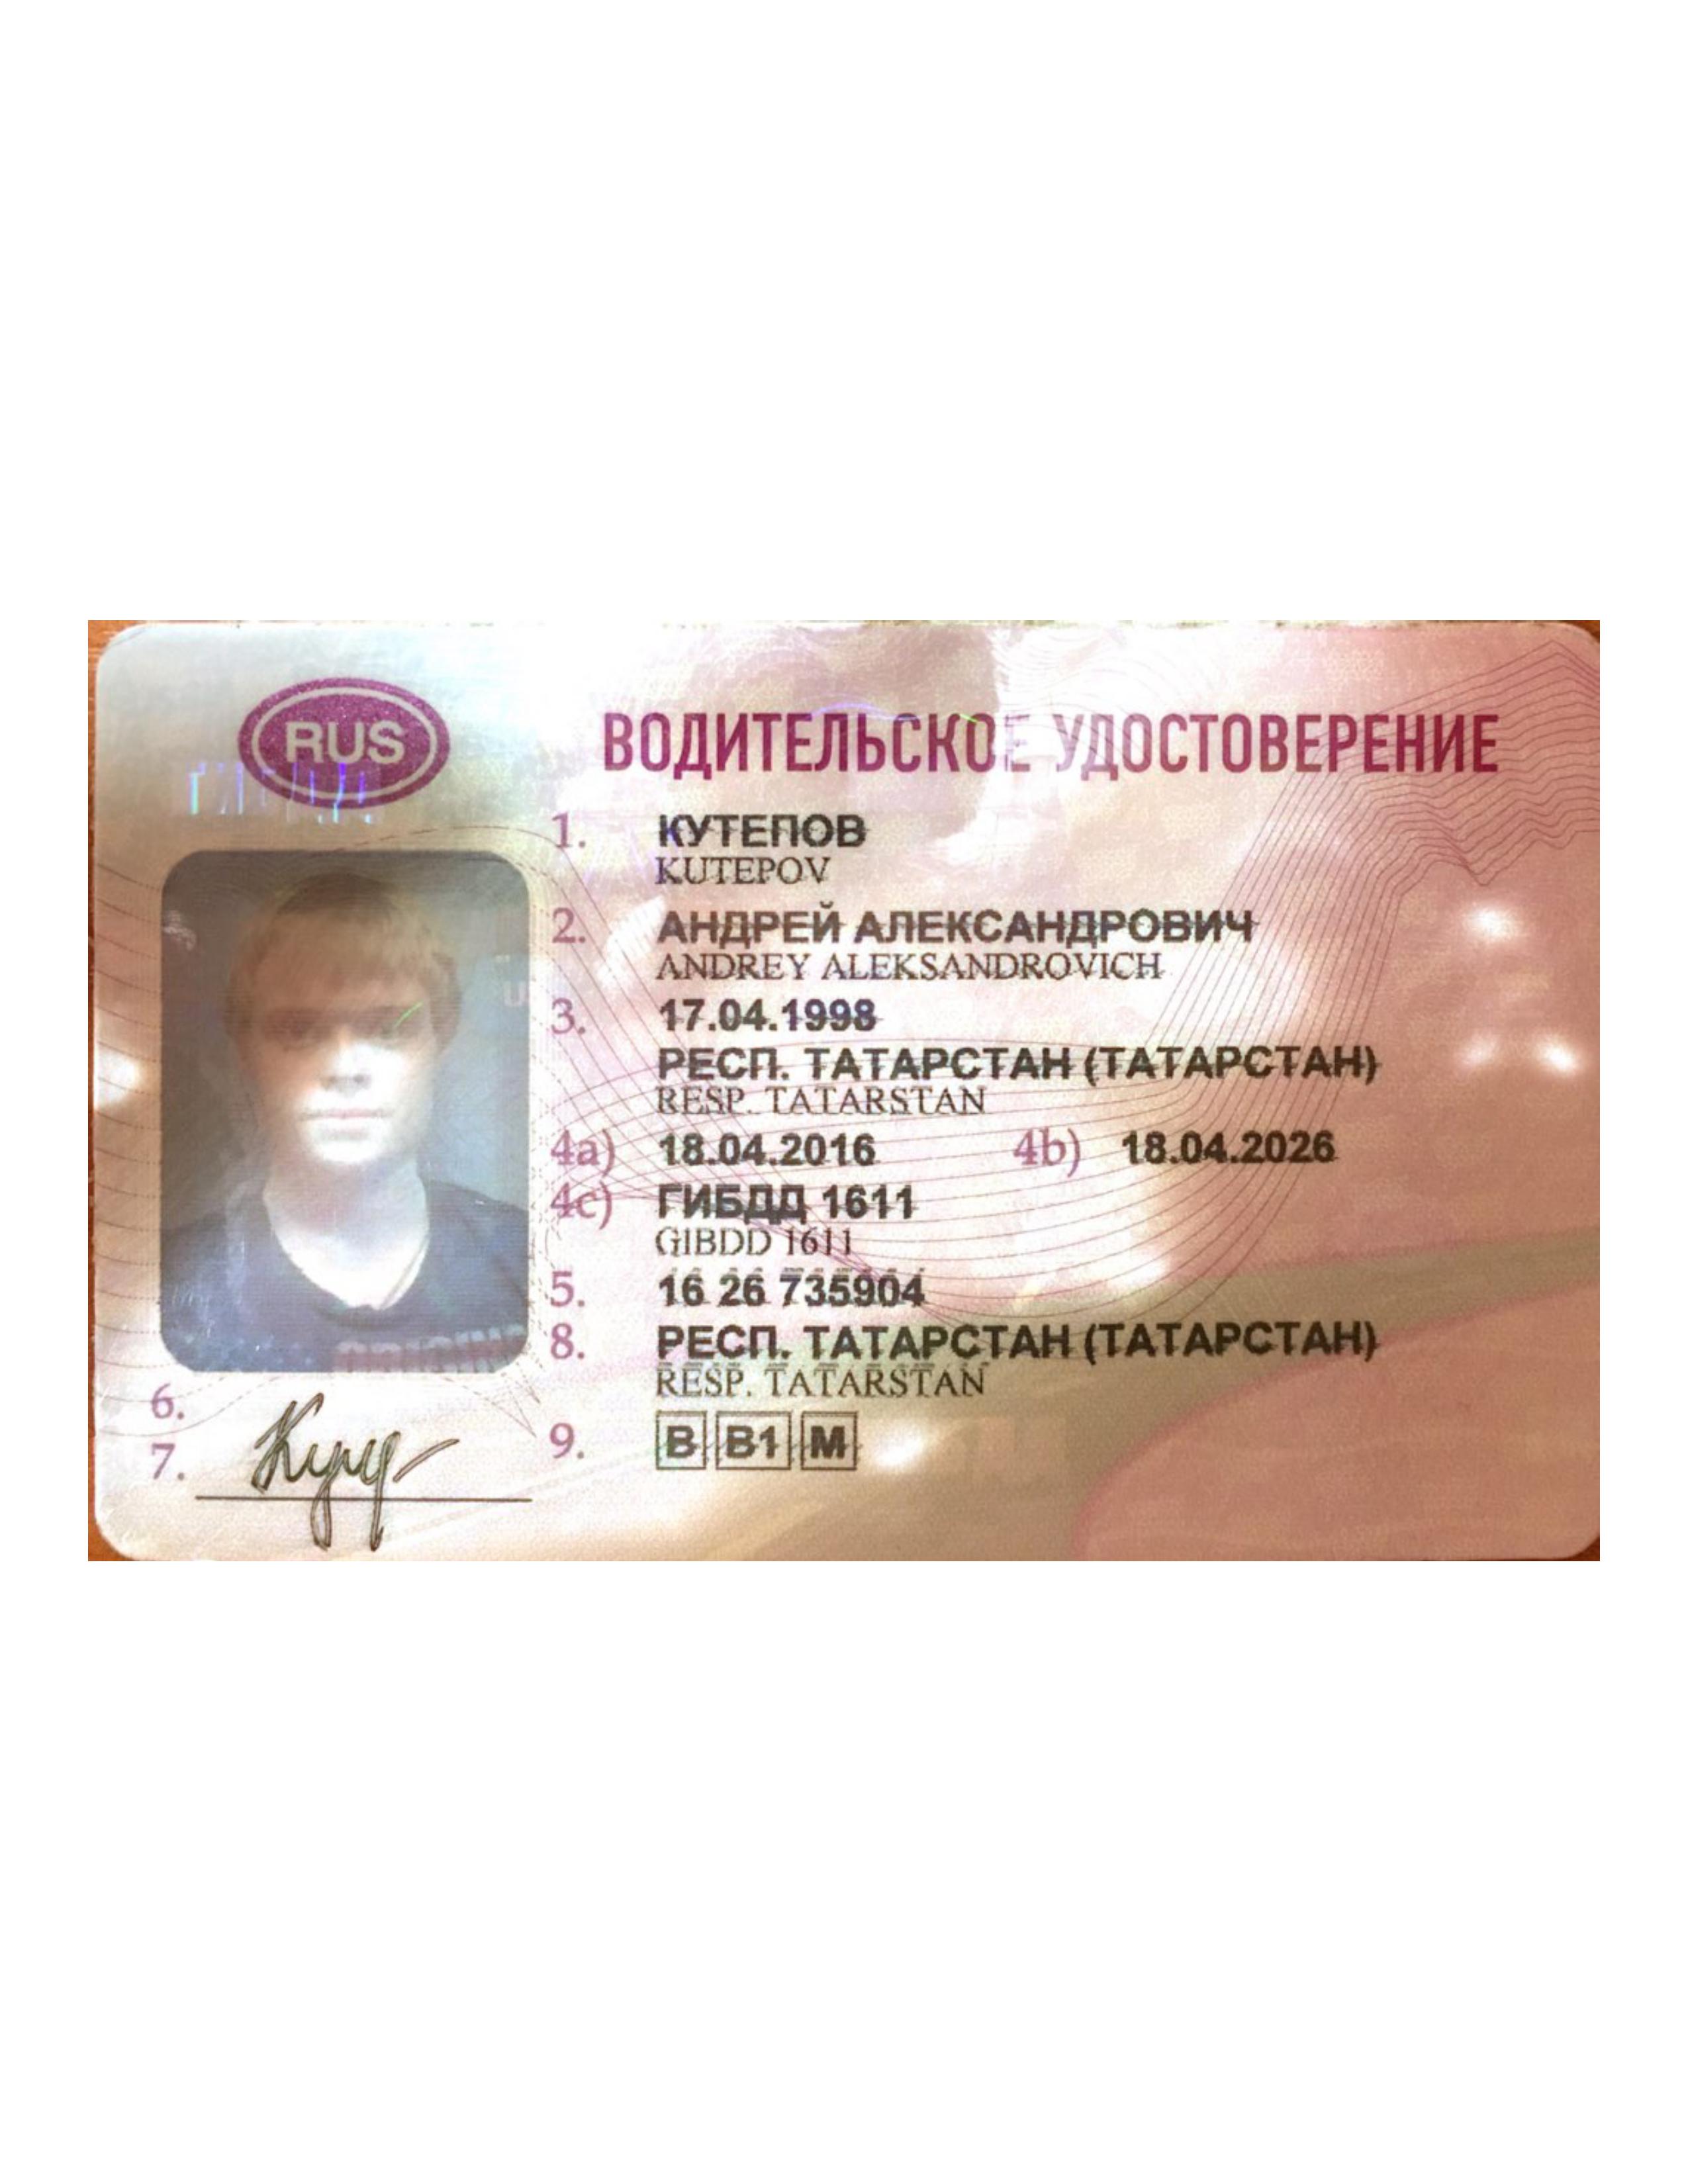 RUS
ВОДИТЕЛЬСКОЕ УДОСТОВЕРЕНИЕ
1. КУТЕПОВ
KUTEPOV
2. АНДРЕЙ АЛЕКСАНДРОВИЧ
ANDREY ALEKSANDROVICH
3. 17.04.1998
РЕСП. ТАТАРСТАН (ТАТАРСТАН)
RESP. TATARSTAN
4a) 18.04.2016 4b) 18.04.2026
4c) ГИБДД 1611
GIBDD 1611
5. 16 26 735904
8. РЕСП. ТАТАРСТАН (ТАТАРСТАН)
RESP. TATARSTAN
6.
7.
9. B B1 M